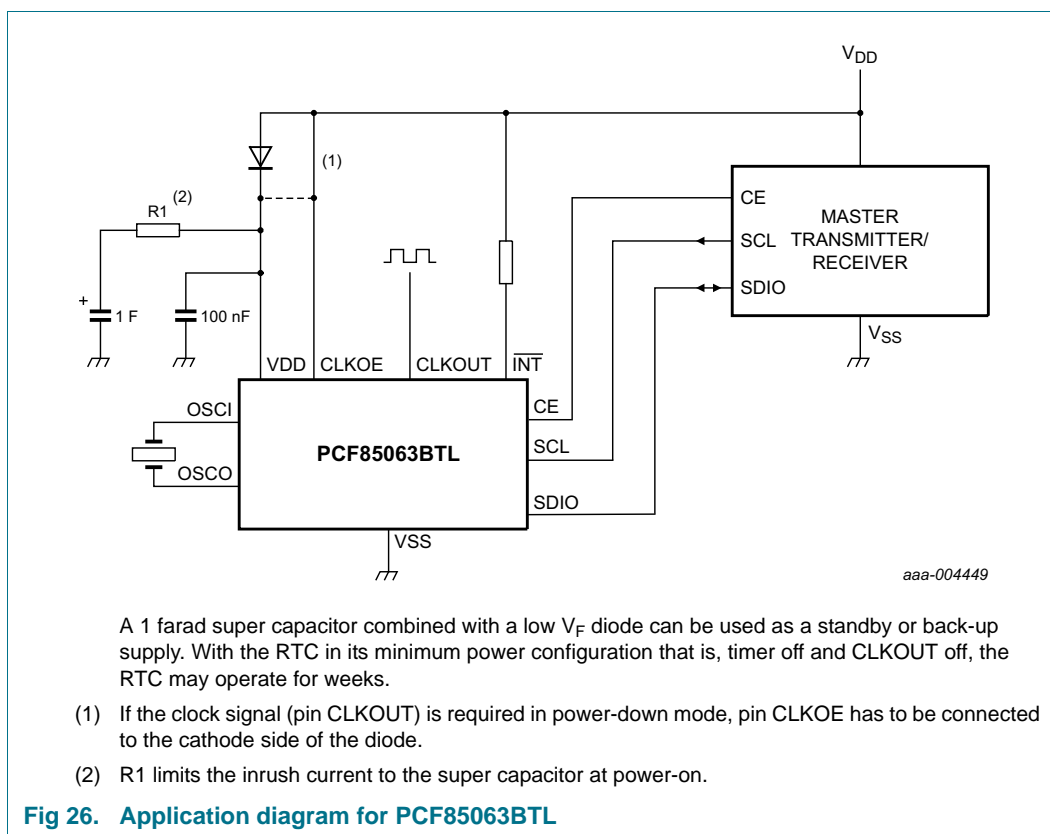 VDD
(1)
(2)
R1
CE
MASTER
TRANSMITTER/
RECEIVER
SCL
SDIO
+
1 F
100 nF
VSS
VDD
CLKOE
CLKOUT
INT
OSCI
CE
PCF85063BTL
SCL
OSCO
SDIO
VSS
aaa-004449
A 1 farad super capacitor combined with a low VF diode can be used as a standby or back-up
supply. With the RTC in its minimum power configuration that is, timer off and CLKOUT off, the
RTC may operate for weeks.
(1) If the clock signal (pin CLKOUT) is required in power-down mode, pin CLKOE has to be connected
to the cathode side of the diode.
(2) R1 limits the inrush current to the super capacitor at power-on.
Fig 26. Application diagram for PCF85063BTL